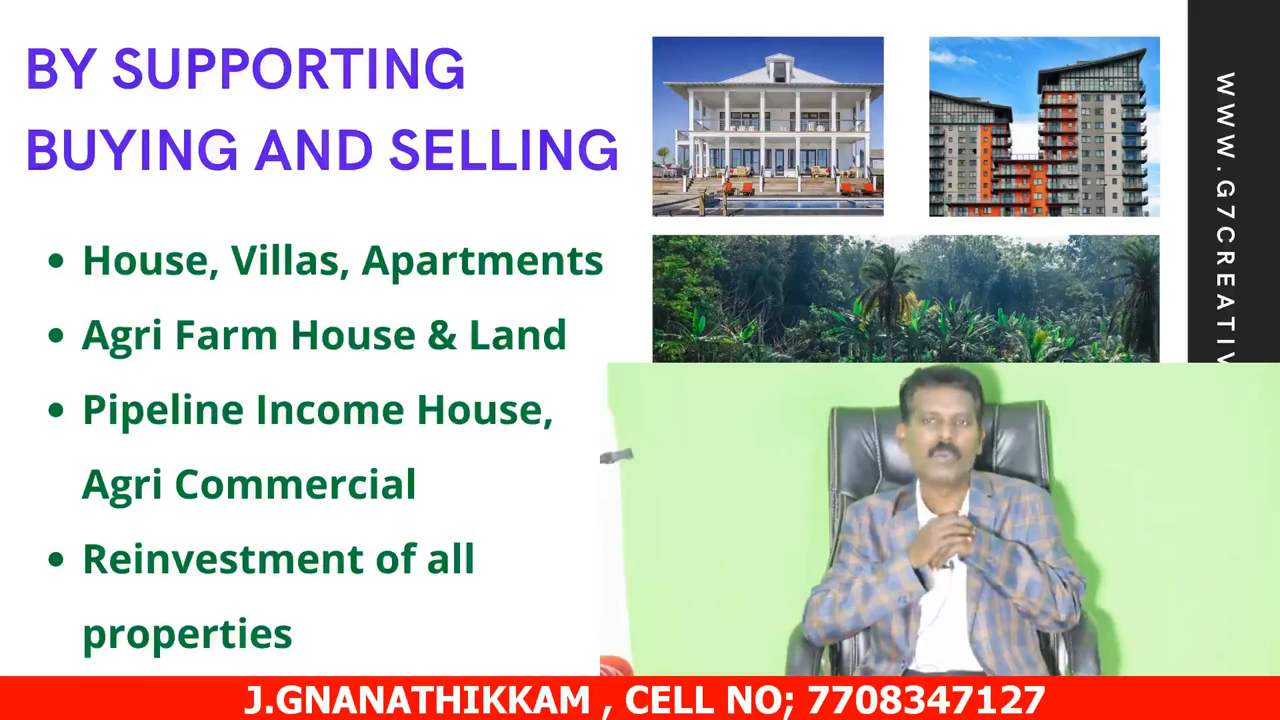 BY SUPPORTING
BUYING AND SELLING
• House, Villas, Apartments
• Agri Farm House & Land
• Pipeline Income House,
Agri Commercial
• Reinvestment of all
properties
WWW.G7CREATIV
J.GNANATHIKKAM , CELL NO; 7708347127